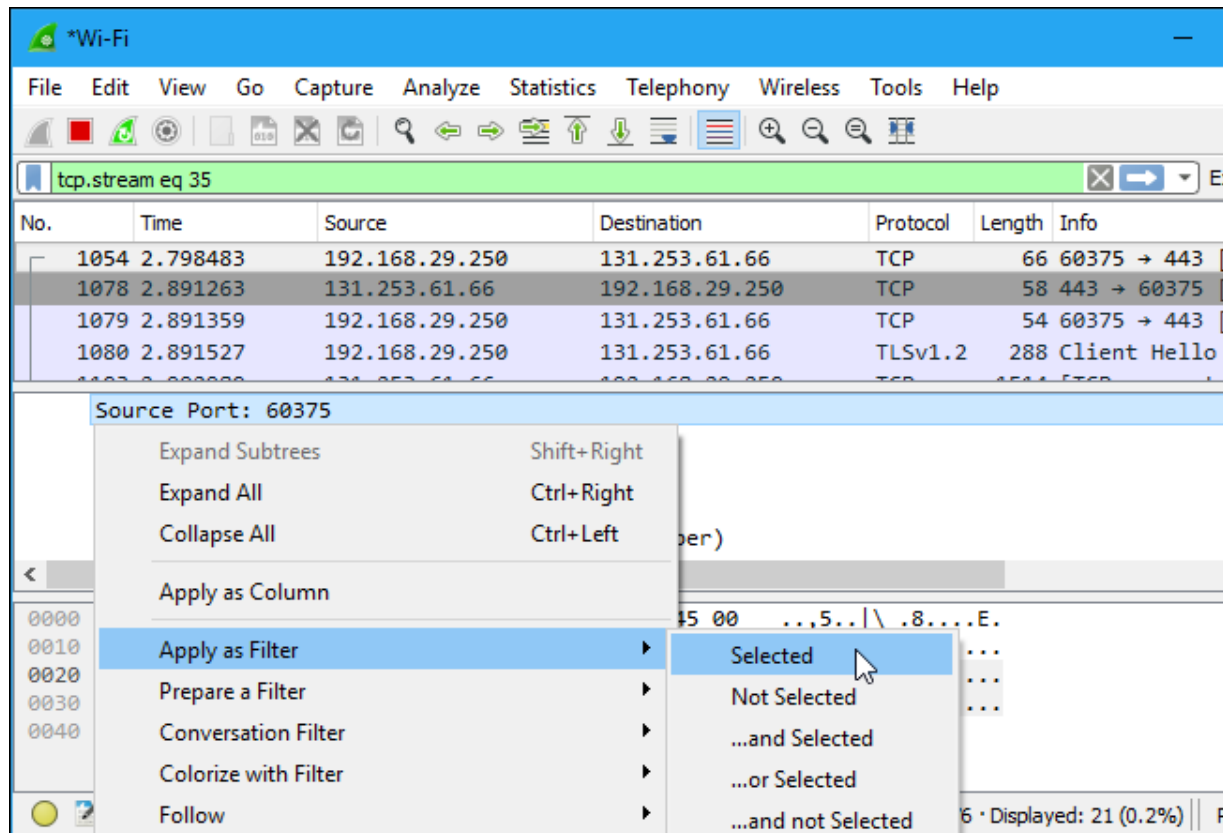 *Wi-Fi
File Edit View Go Capture Analyze Statistics Telephony Wireless Tools Help
tcp.stream eq 35
No. Time Source Destination Protocol Length Info
1054 2.798483 192.168.29.250 131.253.61.66 TCP 66 60375 → 443 [
1078 2.891263 131.253.61.66 192.168.29.250 TCP 58 443 → 60375 [
1079 2.891359 192.168.29.250 131.253.61.66 TCP 54 60375 → 443 [
1080 2.891527 192.168.29.250 131.253.61.66 TLSv1.2 288 Client Hello
Source Port: 60375
Expand Subtrees Shift+Right
Expand All Ctrl+Right
Collapse All Ctrl+Left
ber)
Apply as Column
0000 45 00 ..,5..|\ .8....E.
0010 Apply as Filter Selected ...
0020 ...
Prepare a Filter Not Selected
0030 ...
0040 Conversation Filter ...and Selected
Colorize with Filter ...or Selected
Follow ...and not Selected 6 · Displayed: 21 (0.2%)